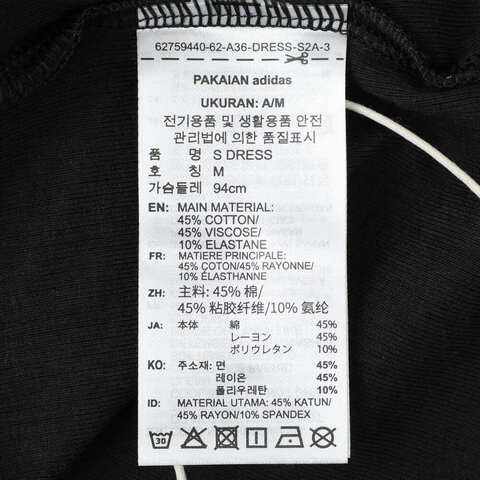 62759440-62-A36-DRESS-S2A-3
PAKAIAN adidas
UKURAN: A/M
전기용품 및 생활용품 안전
관리법에 의한 품질표시
품 명 S DRESS
호 칭 M
가슴둘레 94cm
EN: MAIN MATERIAL:
45% COTTON/
45% VISCOSE/
10% ELASTANE
FR: MATIERE PRINCIPALE:
45% COTON/45% RAYONNE/
10% ÉLASTHANNE
ZH: 主料: 45% 棉/
45% 粘胶纤维/10% 氨纶
JA: 本体 綿 45%
レーヨン 45%
ポリウレタン 10%
KO: 주소재: 면 45%
레이온 45%
폴리우레탄 10%
ID: MATERIAL UTAMA: 45% KATUN/
45% RAYON/10% SPANDEX
30